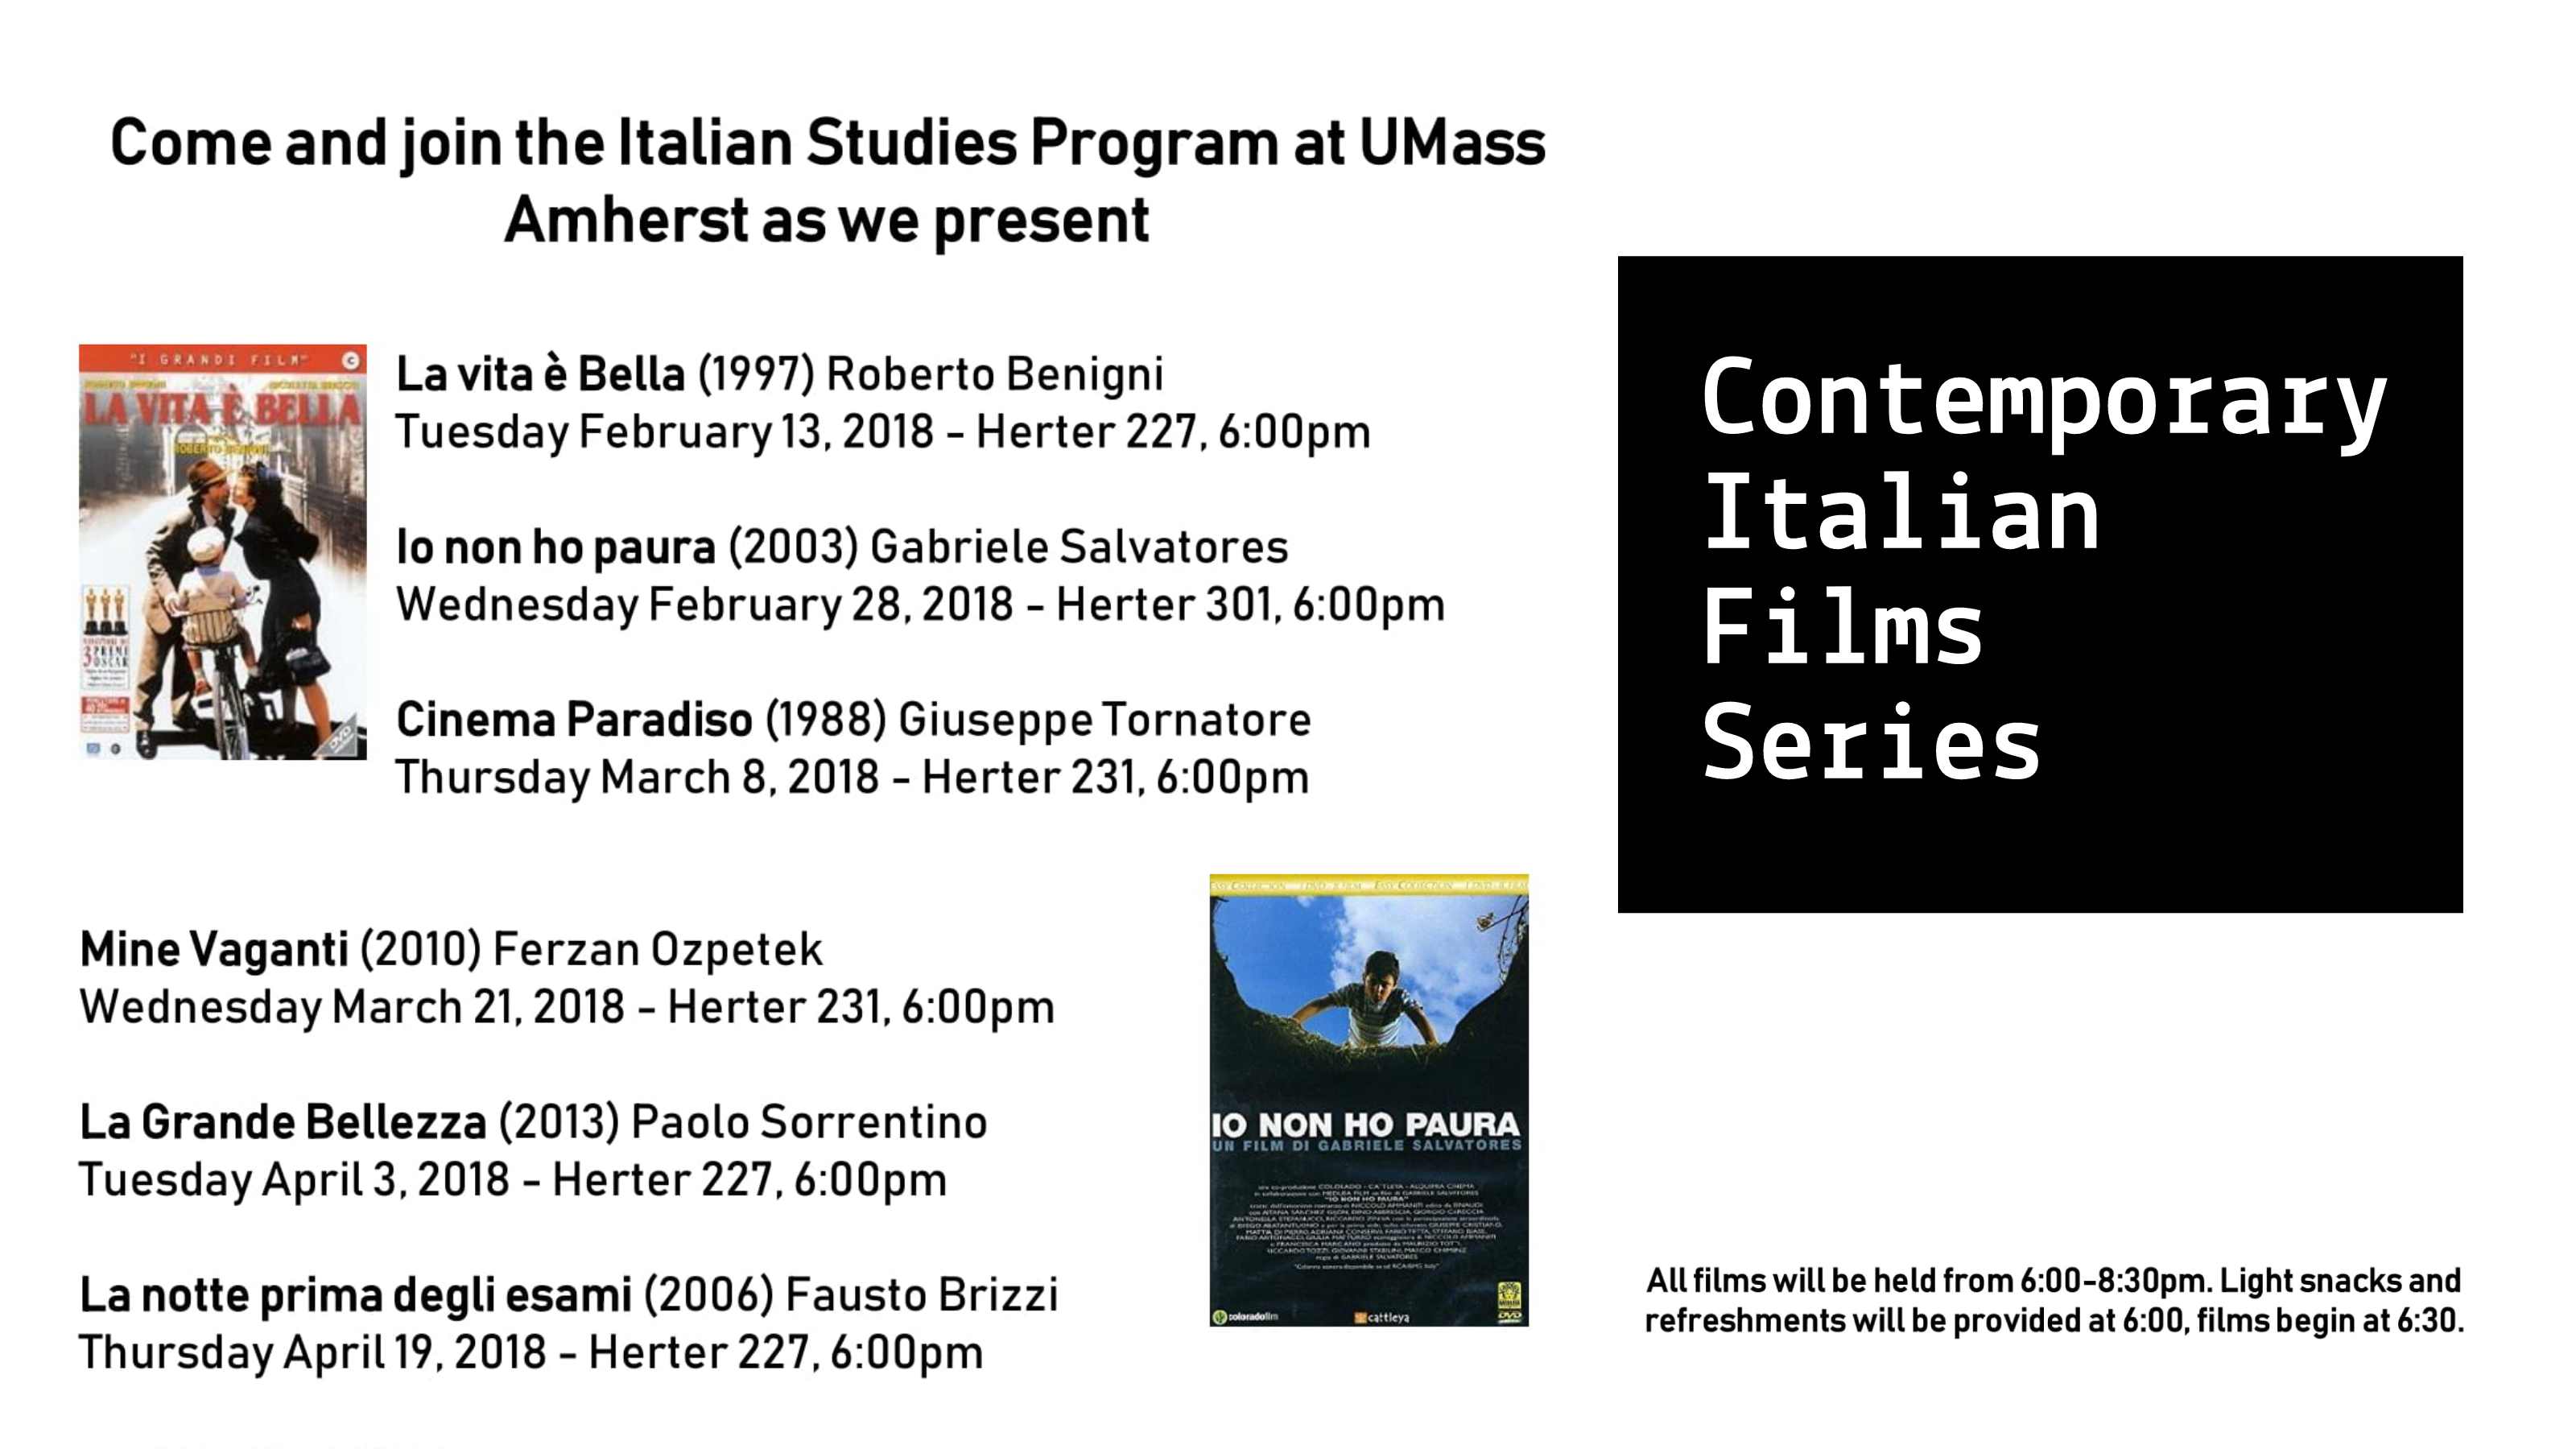 Come and join the Italian Studies Program at UMass
Amherst as we present
"I GRANDI FILM"
LA VITA È BELLA
La vita è Bella (1997) Roberto Benigni
Tuesday February 13, 2018 - Herter 227, 6:00pm
Io non ho paura (2003) Gabriele Salvatores
Wednesday February 28, 2018 - Herter 301, 6:00pm
Cinema Paradiso (1988) Giuseppe Tornatore
Thursday March 8, 2018 - Herter 231, 6:00pm
3 PREMI
OSCAR
DVD
Contemporary
Italian
Films
Series
Mine Vaganti (2010) Ferzan Ozpetek
Wednesday March 21, 2018 - Herter 231, 6:00pm
La Grande Bellezza (2013) Paolo Sorrentino
Tuesday April 3, 2018 - Herter 227, 6:00pm
La notte prima degli esami (2006) Fausto Brizzi
Thursday April 19, 2018 - Herter 227, 6:00pm
IO NON HO PAURA
UN FILM DI GABRIELE SALVATORES
coloradofilm
cattleya
DVD
All films will be held from 6:00-8:30pm. Light snacks and
refreshments will be provided at 6:00, films begin at 6:30.